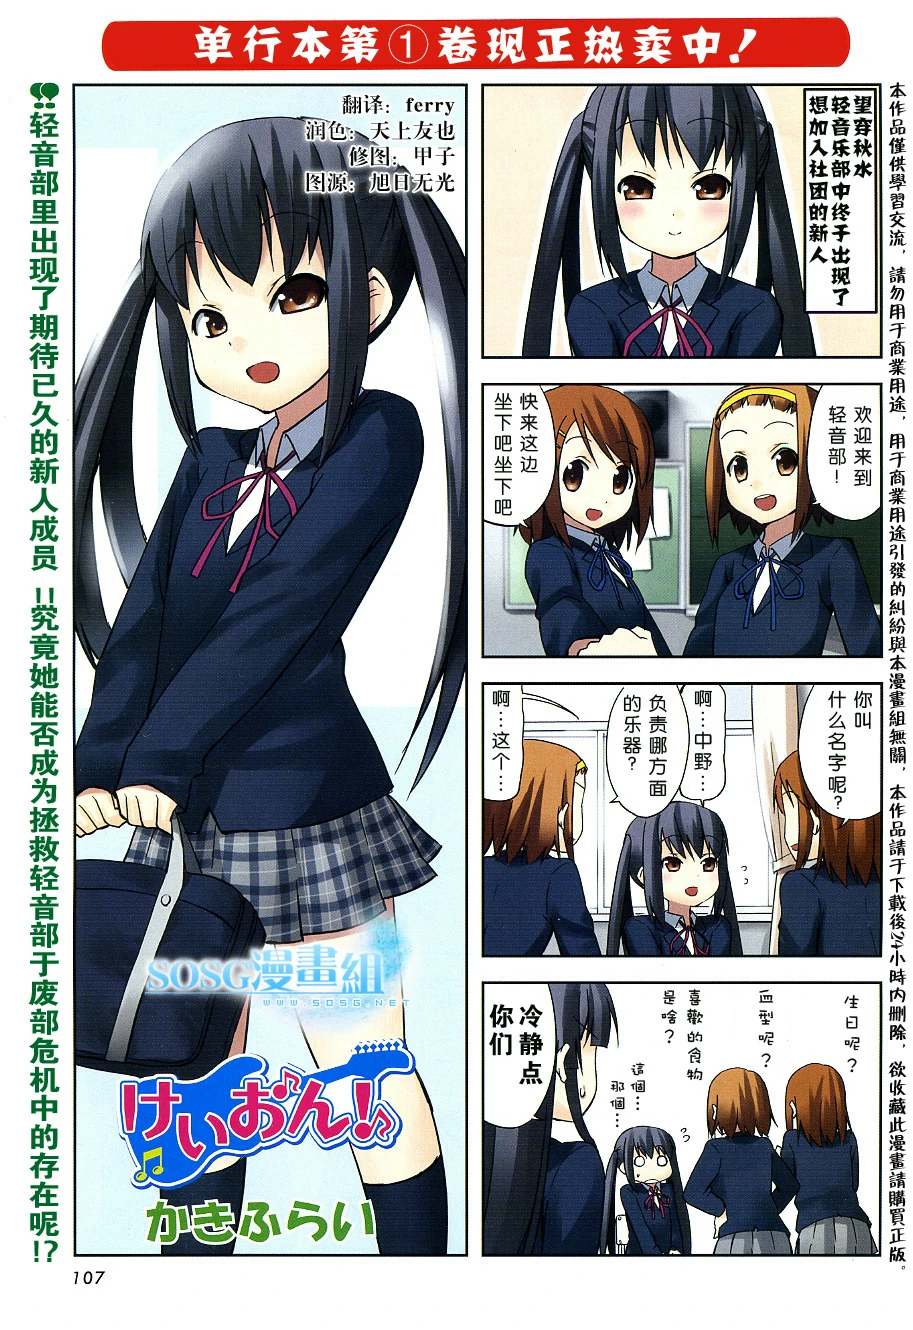 单行本第①卷现正热卖中！
翻译：ferry
润色：天上友也
修图：甲子
图源：旭日无光
!!轻音部里出现了期待已久的新人成员 !!究竟她能否成为拯救轻音部于废部危机中的存在呢!?
SOSG漫畫組
WWW.SOSG.NET
けいおん！
かきふらい
107
望穿秋水
轻音乐部中终于出现了
想加入社团的新人
欢迎来到
轻音部！
快来这边
坐下吧坐下吧
你叫
什么名字呢？
啊…中野
负责哪方面
的乐器？
啊…这个…
生日呢？
血型呢？
喜歡的食物
是啥？
這個…
那個…
冷静点
你们
本作品僅供學習交流，請勿用于商業用途，用于商業用途引發的糾紛與本漫畫組無關，本作品請于下載後24小時内删除，欲收藏此漫畫請購買正版。